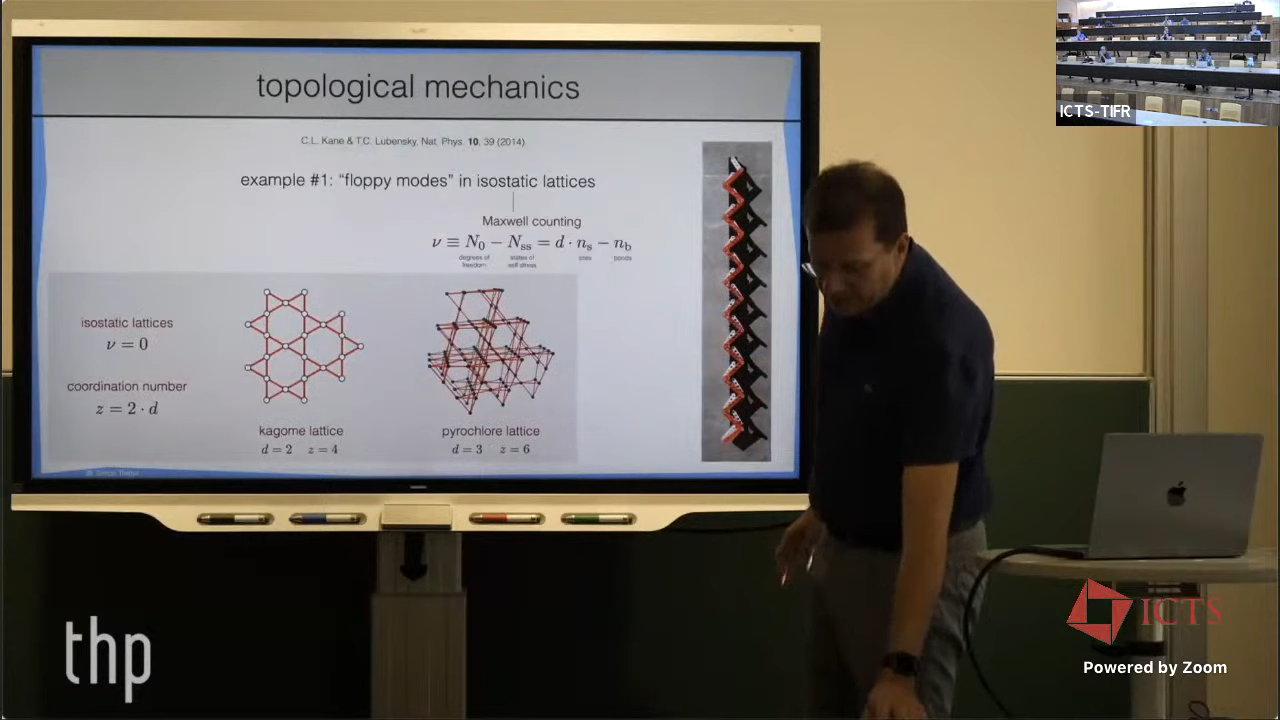 topological mechanics
C.L. Kane & T.C. Lubensky, Nat. Phys. 10, 39 (2014)
example #1: “floppy modes” in isostatic lattices
Maxwell counting
ν ≡ N₀ − Nₛₛ = d · nₛ − n_b
degrees of freedom
states of self stress
sites
bonds
isostatic lattices
ν = 0
coordination number
z = 2 · d
kagome lattice
d = 2 z = 4
pyrochlore lattice
d = 3 z = 6
ICTS-TIFR
thp
ICTS
Powered by Zoom